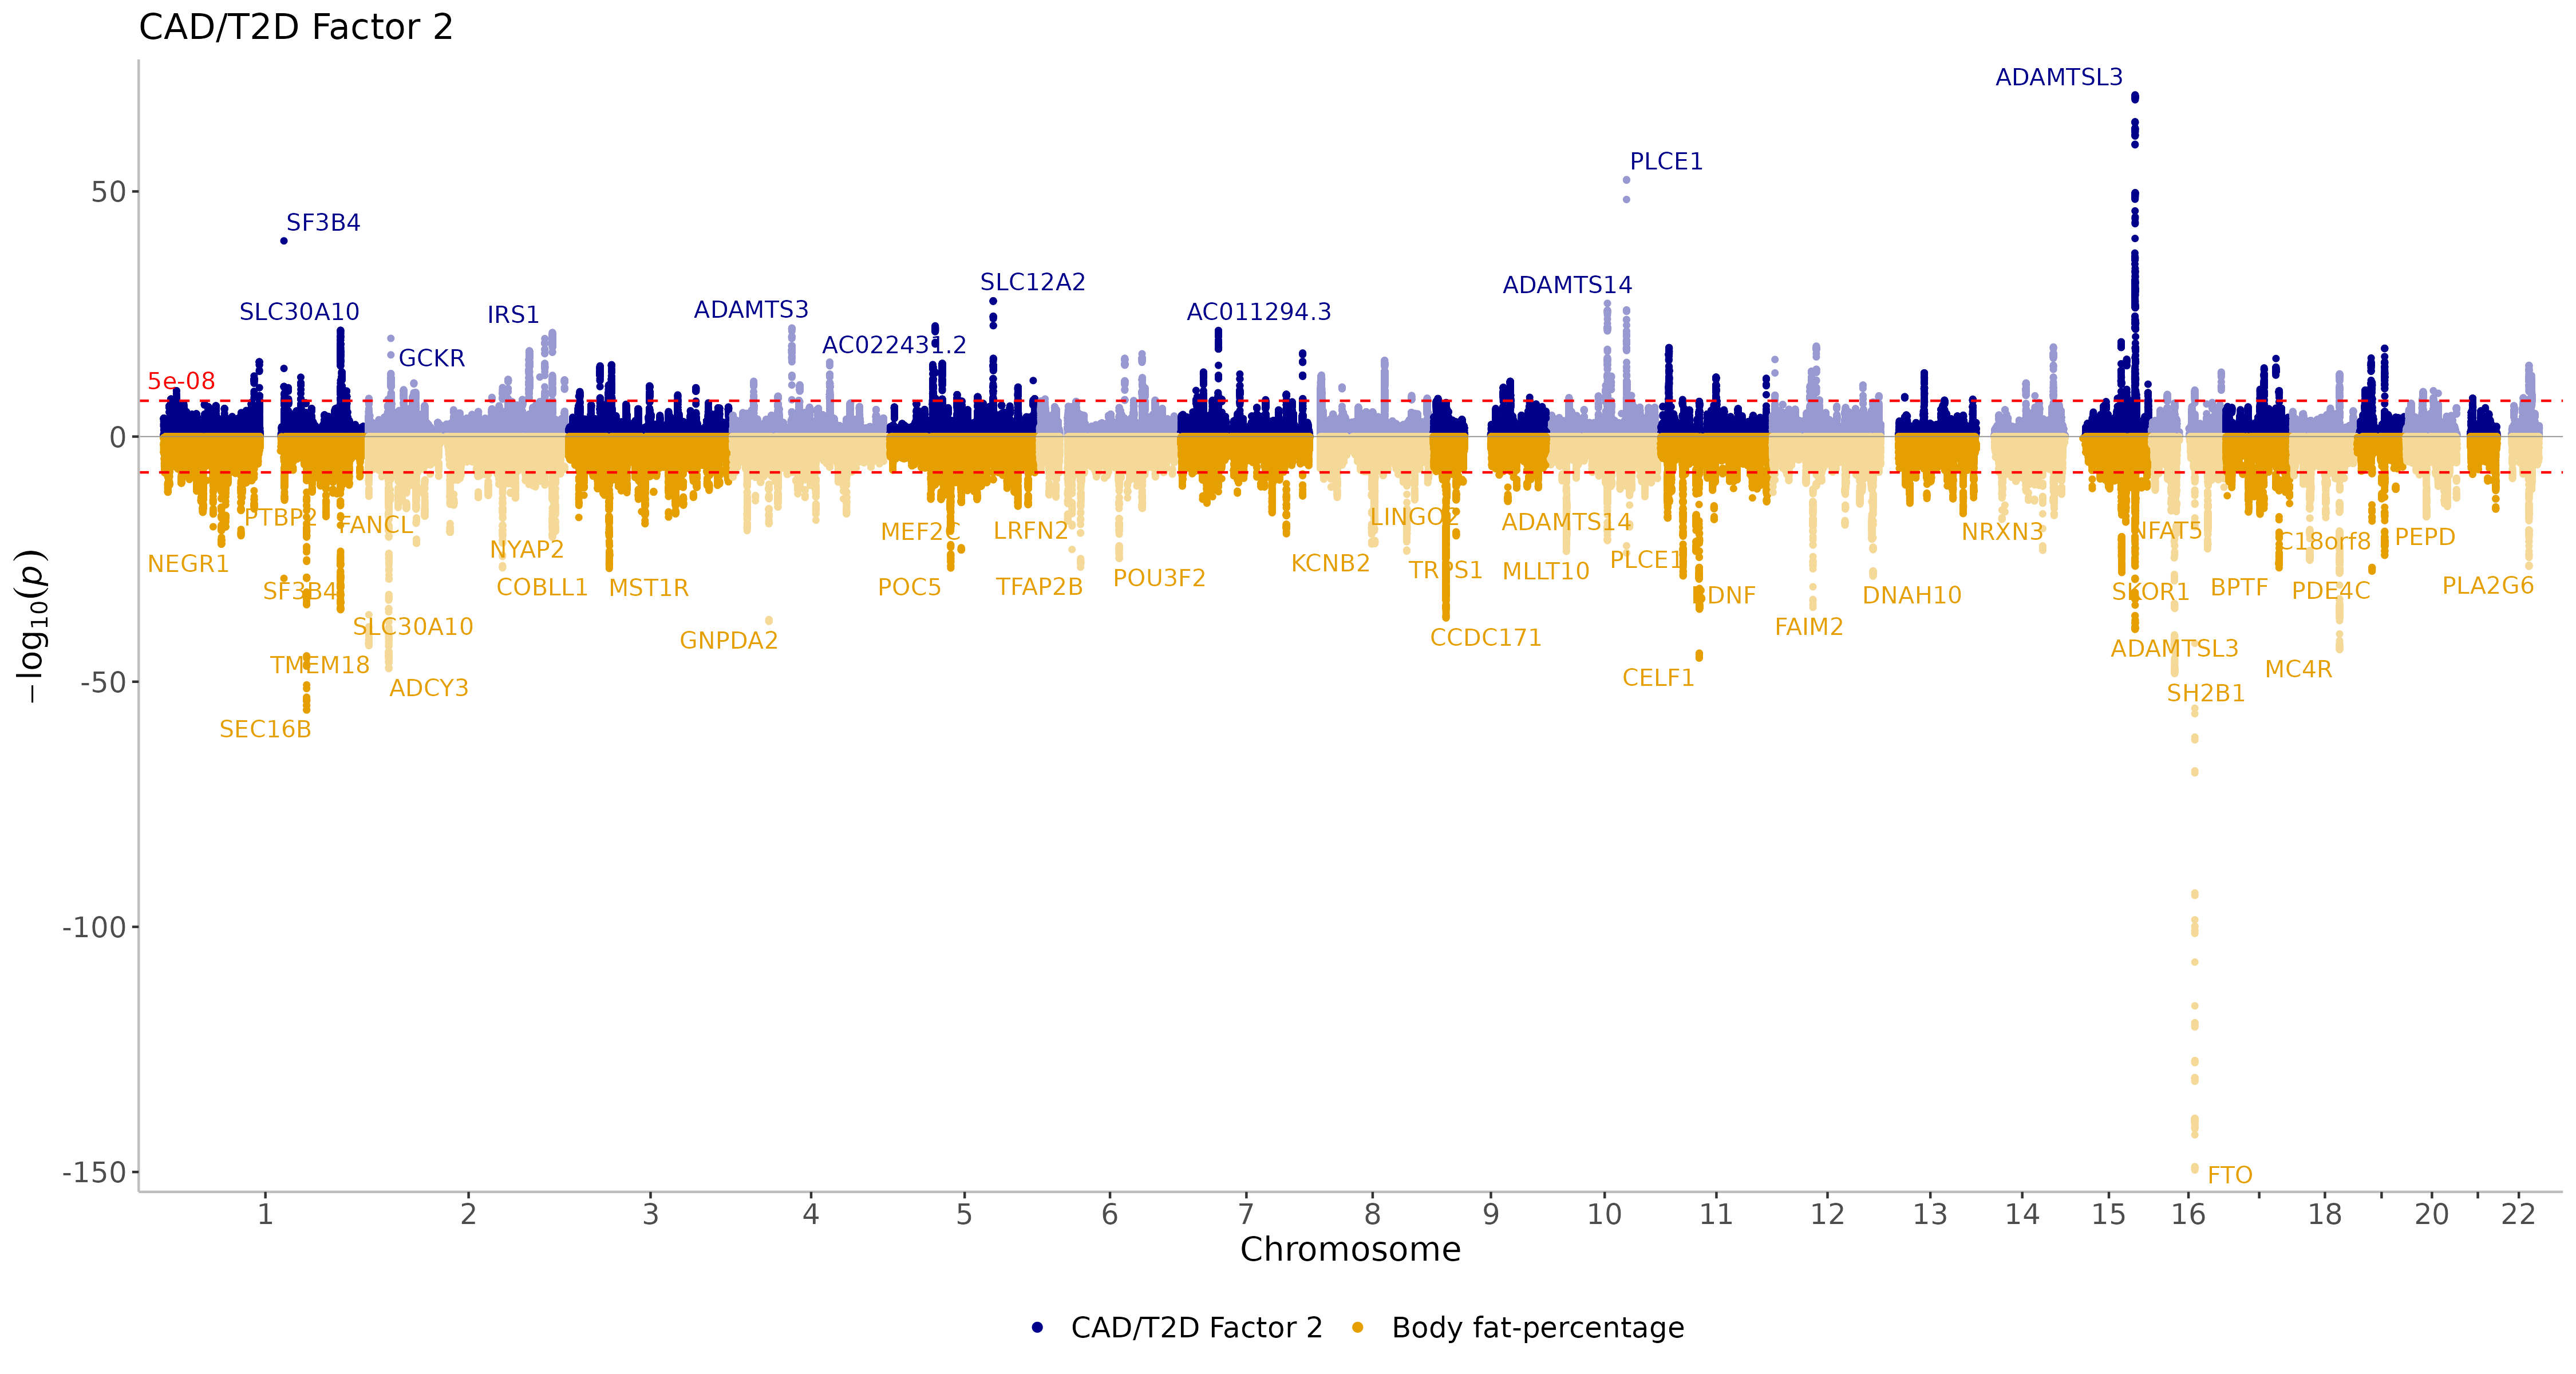 CAD/T2D Factor 2
ADAMTSL3
PLCE1
SF3B4
SLC12A2
ADAMTS14
SLC30A10
IRS1
ADAMTS3
AC011294.3
AC022431.2
GCKR
5e-08
50
0
-50
-100
-150
−log10(p)
PTBP2
FANCL
NEGR1
NYAP2
COBLL1
MST1R
SF3B4
SLC30A10
TMEM18
ADCY3
SEC16B
GNPDA2
MEF2C
LRFN2
POC5
TFAP2B
POU3F2
KCNB2
LINGO2
TRPS1
CCDC171
ADAMTS14
MLLT10
PLCE1
BDNF
CELF1
FAIM2
DNAH10
NRXN3
NFAT5
SKOR1
ADAMTSL3
SH2B1
BPTF
C18orf8
PDE4C
MC4R
PEPD
PLA2G6
FTO
1 2 3 4 5 6 7 8 9 10 11 12 13 14 15 16 18 20 22
Chromosome
CAD/T2D Factor 2 Body fat-percentage